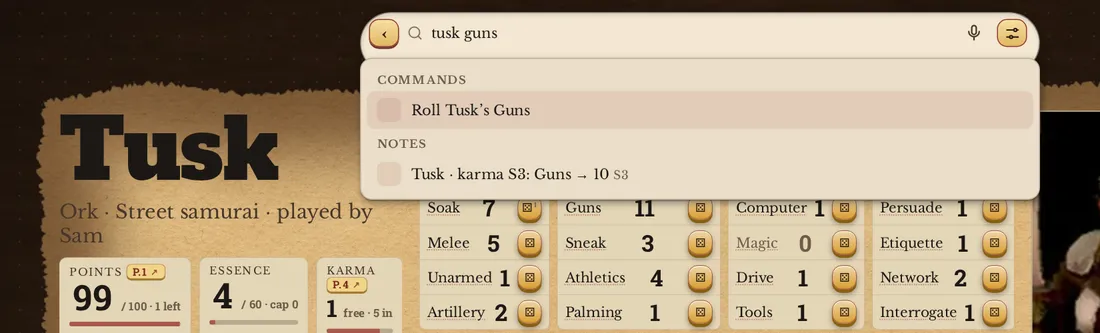 ‹ tusk guns
COMMANDS
Roll Tusk’s Guns
NOTES
Tusk · karma S3: Guns → 10 S3
Tusk
Ork · Street samurai · played by
Sam
POINTS P.1 ↗
99 / 100 · 1 left
ESSENCE
4 / 60 · cap 0
KARMA
P.4 ↗
1 free · 5 in
Soak 7
Melee 5
Unarmed 1
Artillery 2
Guns 11
Sneak 3
Athletics 4
Palming 1
Computer 1
Magic 0
Drive 1
Tools 1
Persuade 1
Etiquette 1
Network 2
Interrogate 1